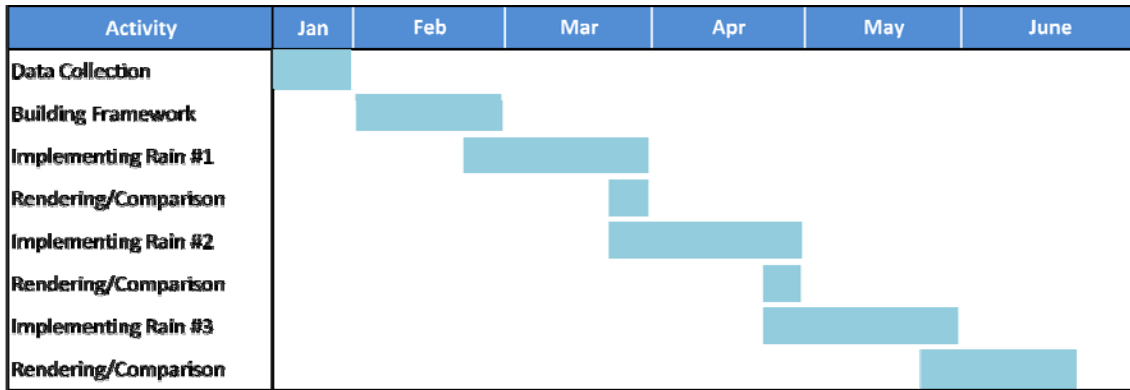 Activity Jan Feb Mar Apr May June
Data Collection
Building Framework
Implementing Rain #1
Rendering/Comparison
Implementing Rain #2
Rendering/Comparison
Implementing Rain #3
Rendering/Comparison